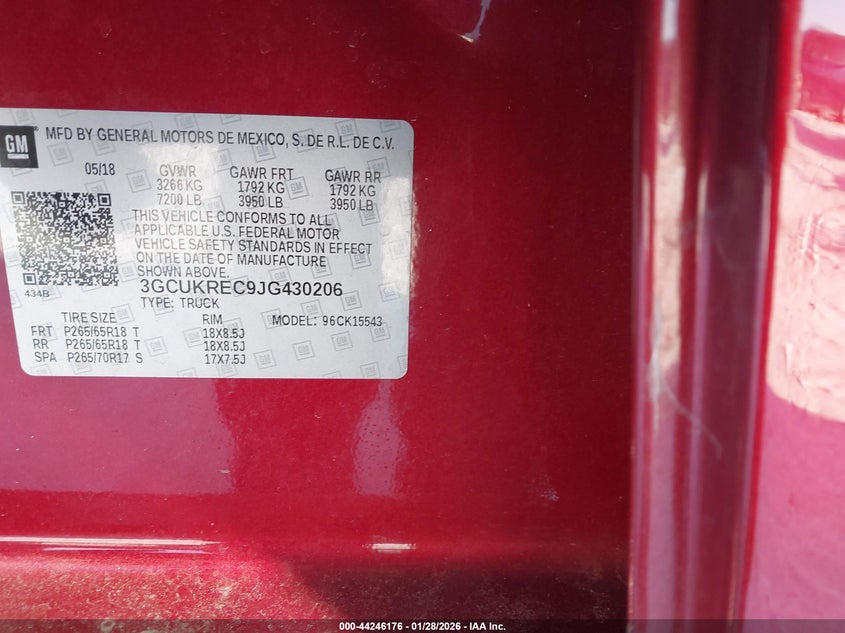 GM
MFD BY GENERAL MOTORS DE MEXICO, S. DE R.L. DE C.V.
05/18 GVWR GAWR FRT GAWR RR
3266 KG 1792 KG 1792 KG
7200 LB 3950 LB 3950 LB
THIS VEHICLE CONFORMS TO ALL
APPLICABLE U.S. FEDERAL MOTOR
VEHICLE SAFETY STANDARDS IN EFFECT
ON THE DATE OF MANUFACTURE
SHOWN ABOVE.
434B
3GCUKREC9JG430206
TYPE: TRUCK
TIRE SIZE RIM MODEL: 96CK15543
FRT P265/65R18 T 18X8.5J
RR P265/65R18 T 18X8.5J
SPA P265/70R17 S 17X7.5J
000-44246176 - 01/28/2026 - IAA Inc.